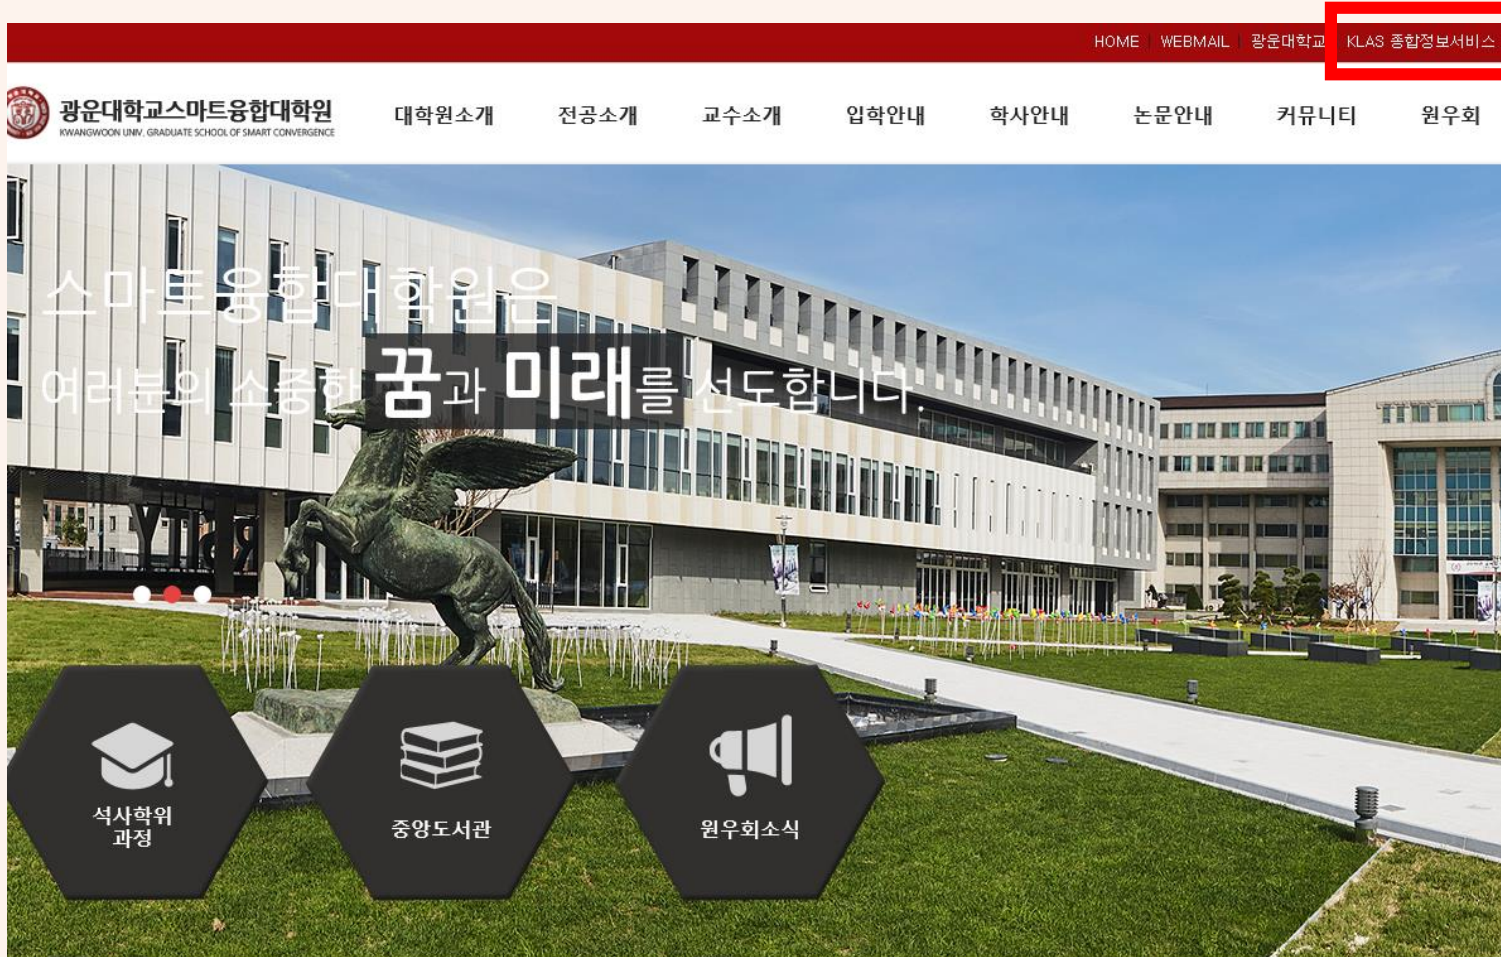 HOME | WEBMAIL | 광운대학교 KLAS 종합정보서비스
광운대학교스마트융합대학원
KWANGWOON UNIV. GRADUATE SCHOOL OF SMART CONVERGENCE
대학원소개 전공소개 교수소개 입학안내 학사안내 논문안내 커뮤니티 원우회
스마트융합대학원은
여러분의 소중한 꿈과 미래를 선도합니다.
석사학위
과정
중앙도서관
원우회소식